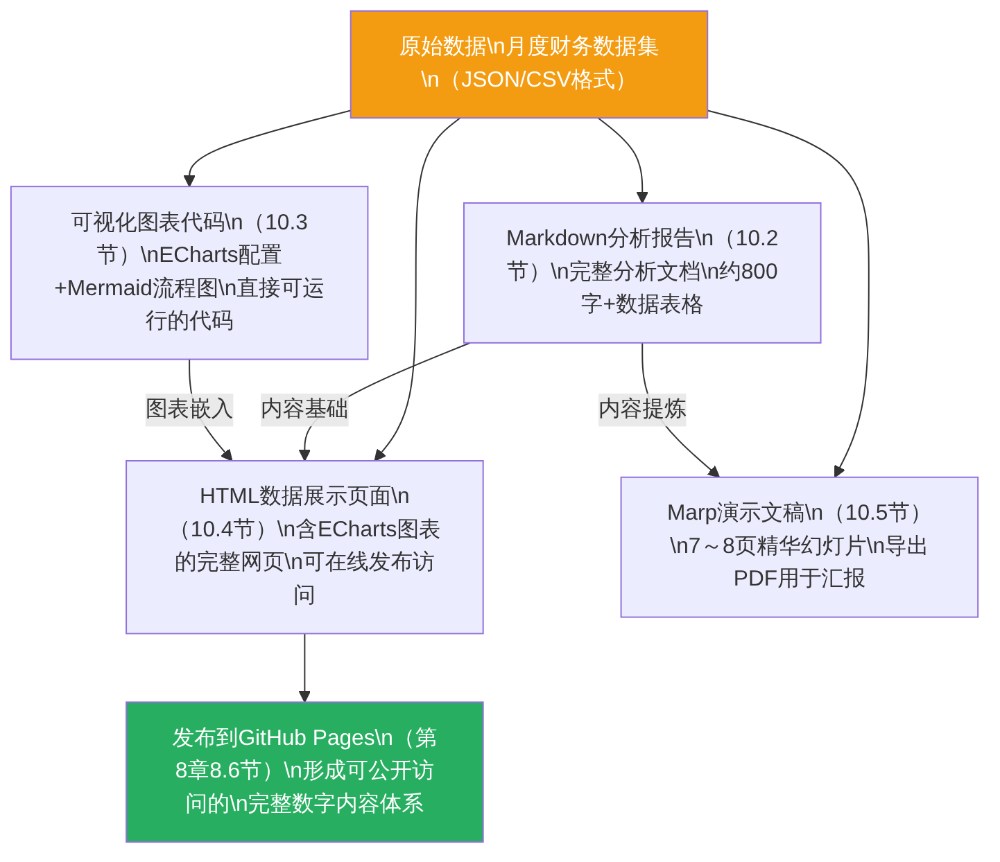 原始数据\n月度财务数据集
\n（JSON/CSV格式）
可视化图表代码\n（10.3
节）\nECharts配置
+Mermaid流程图\n直接可运
行的代码
Markdown分析报告\n（10.2
节）\n完整分析文档\n约800
字+数据表格
图表嵌入
内容基础
内容提炼
HTML数据展示页面\n
（10.4节）\n含ECharts图表
的完整网页\n可在线发布访
问
Marp演示文稿\n（10.5节）
\n7～8页精华幻灯片\n导出
PDF用于汇报
发布到GitHub Pages\n（第
8章8.6节）\n形成可公开访
问的\n完整数字内容体系